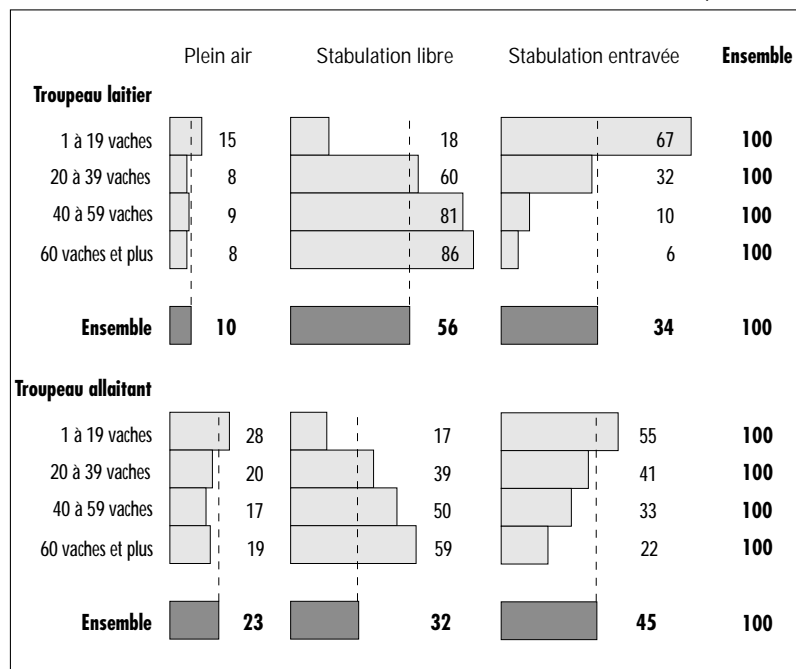 Plein air Stabulation libre Stabulation entravée Ensemble
Troupeau laitier
1 à 19 vaches 15 18 67 100
20 à 39 vaches 8 60 32 100
40 à 59 vaches 9 81 10 100
60 vaches et plus 8 86 6 100
Ensemble 10 56 34 100
Troupeau allaitant
1 à 19 vaches 28 17 55 100
20 à 39 vaches 20 39 41 100
40 à 59 vaches 17 50 33 100
60 vaches et plus 19 59 22 100
Ensemble 23 32 45 100